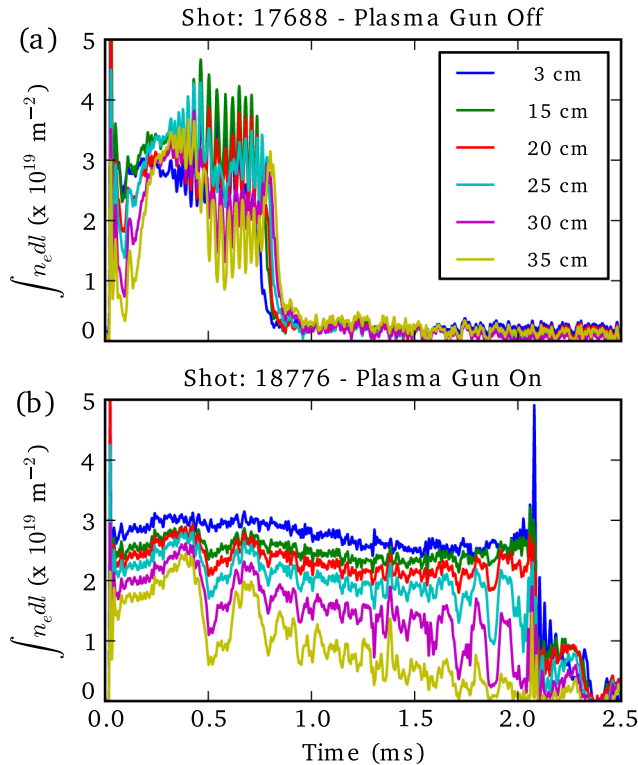 Shot: 17688 - Plasma Gun Off
(a)
5
4
3
2
1
0
∫ nₑdl (x 10¹⁹ m⁻²)
3 cm
15 cm
20 cm
25 cm
30 cm
35 cm
Shot: 18776 - Plasma Gun On
(b)
5
4
3
2
1
0
∫ nₑdl (x 10¹⁹ m⁻²)
0.0 0.5 1.0 1.5 2.0 2.5
Time (ms)